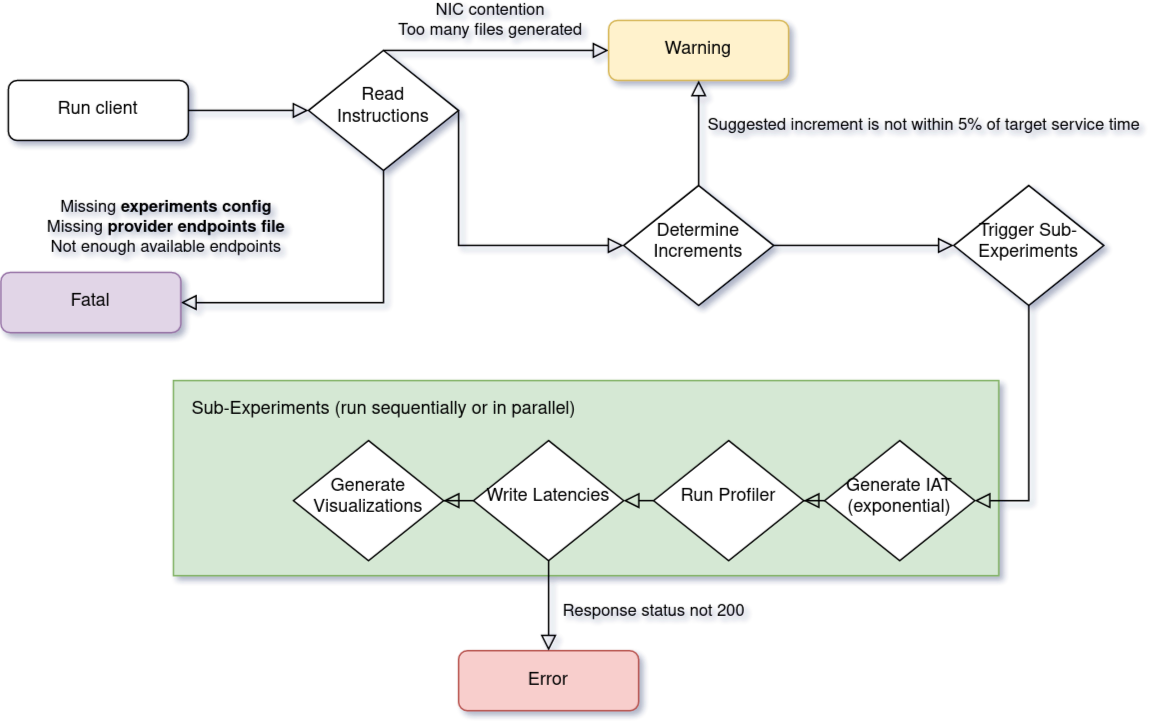 NIC contention
Too many files generated
Warning
Run client
Read
Instructions
Suggested increment is not within 5% of target service time
Missing experiments config
Missing provider endpoints file
Not enough available endpoints
Determine
Increments
Trigger Sub-
Experiments
Fatal
Sub-Experiments (run sequentially or in parallel)
Generate
Visualizations
Write Latencies
Run Profiler
Generate IAT
(exponential)
Response status not 200
Error